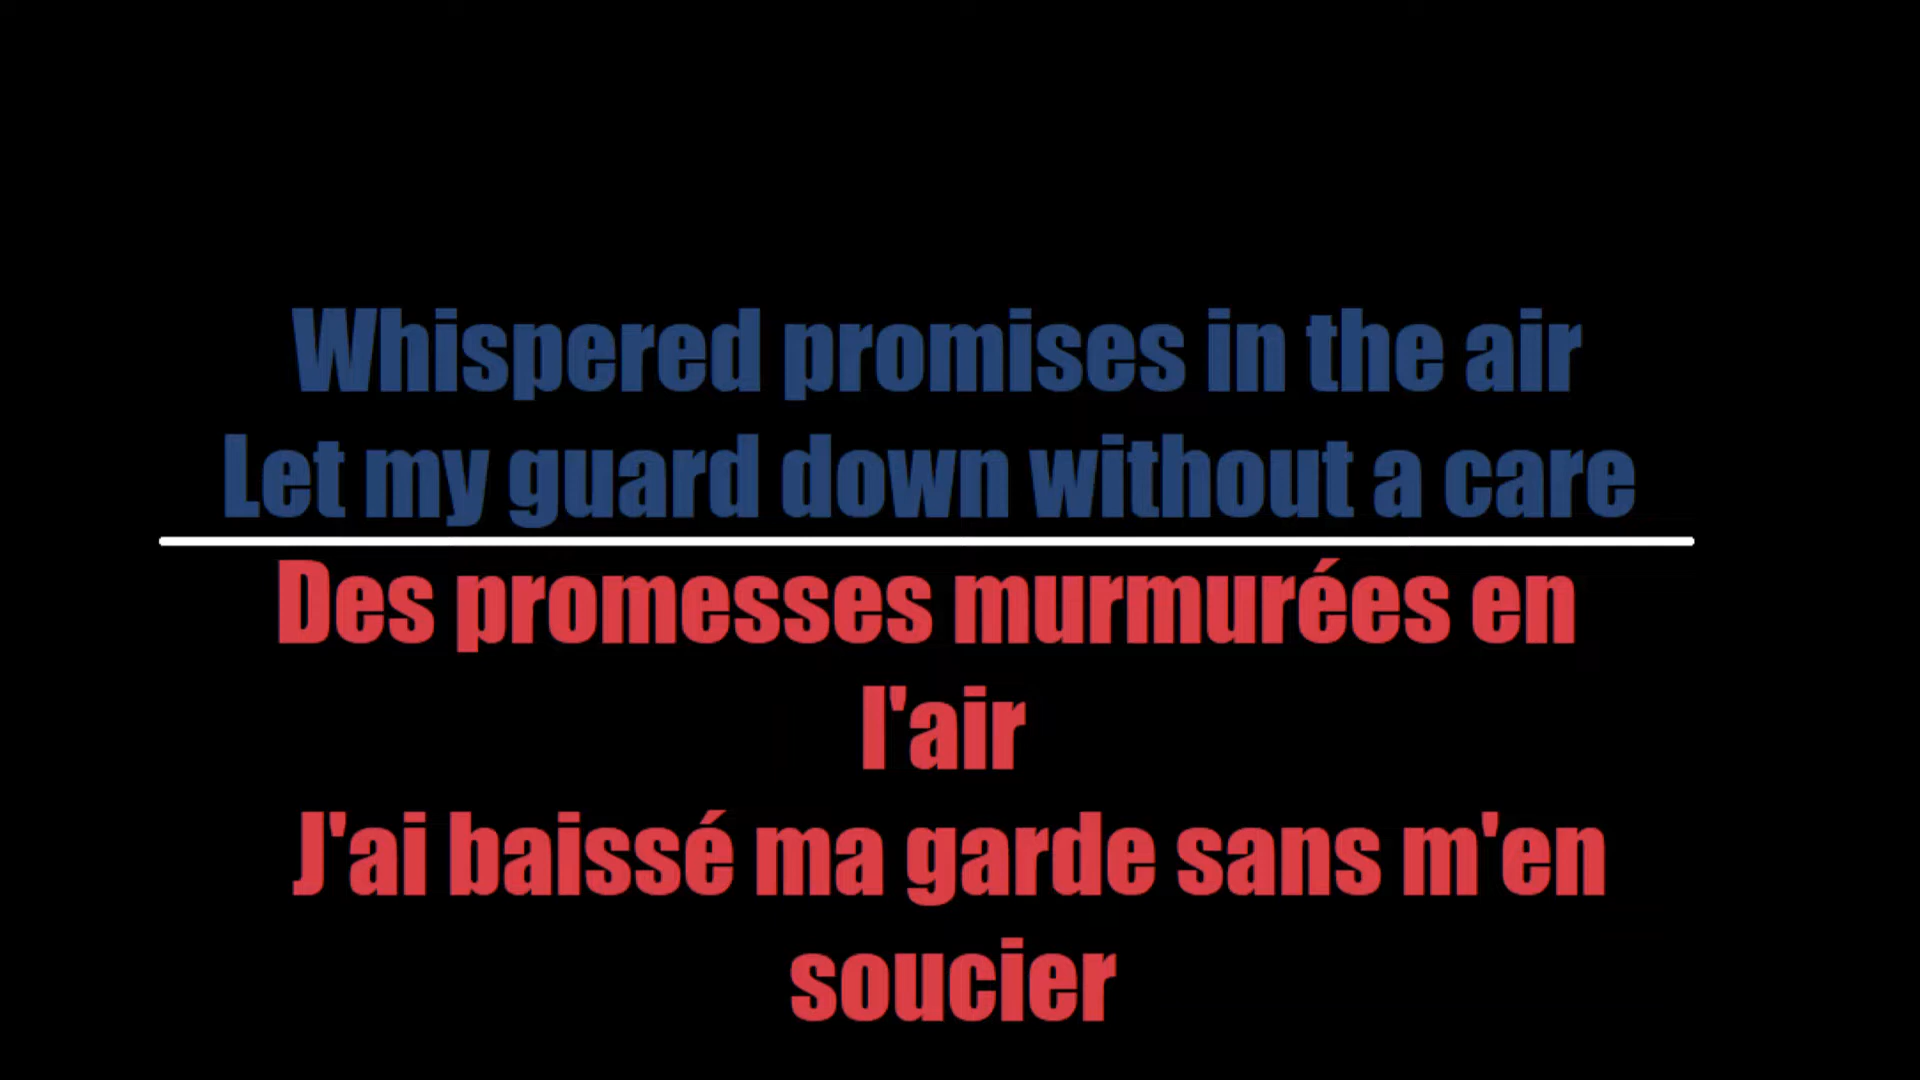 Whispered promises in the air
Let my guard down without a care
Des promesses murmurées en
l'air
J'ai baissé ma garde sans m'en
soucier